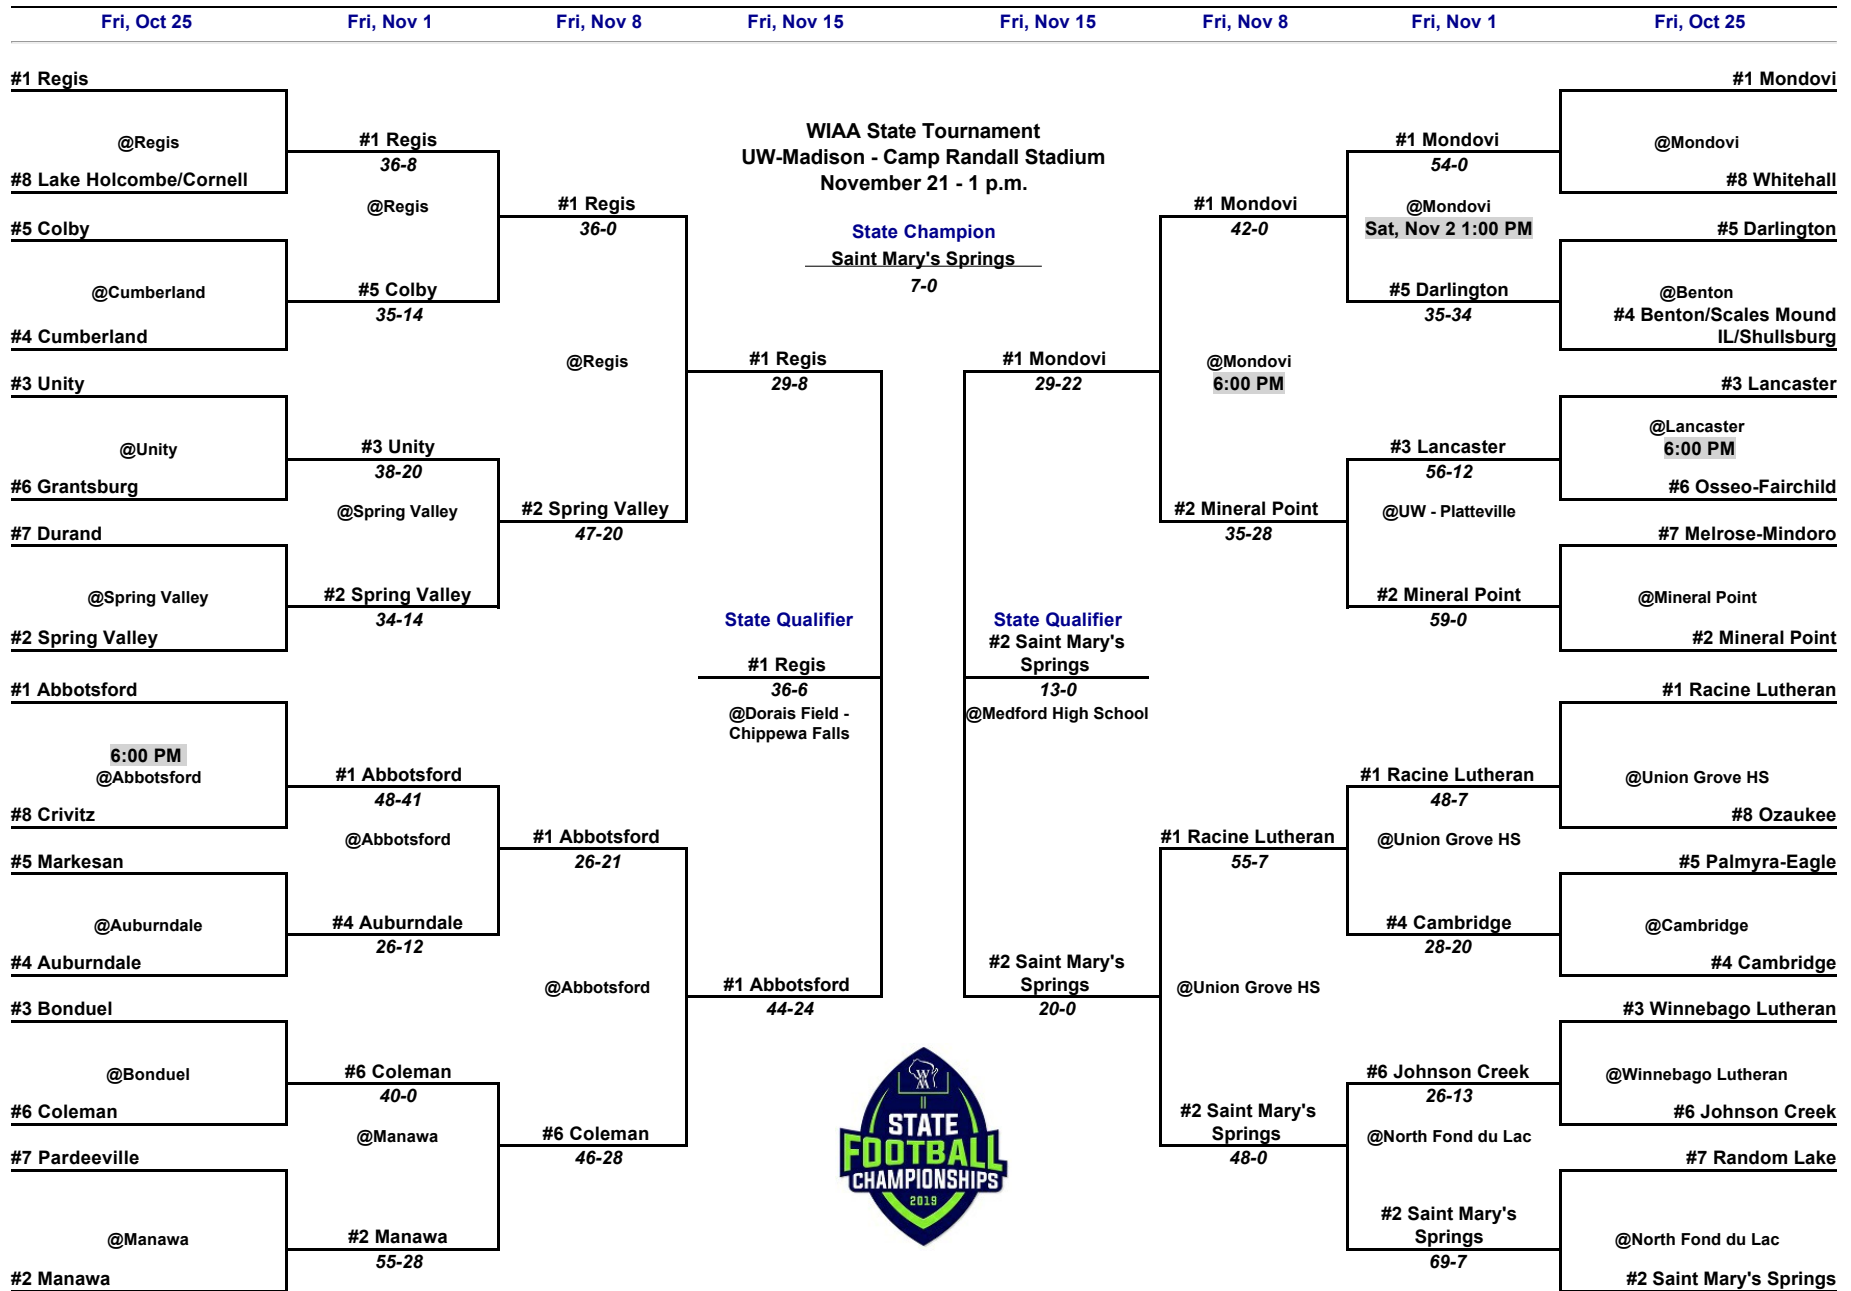 Fri, Oct 25
Fri, Nov 1
Fri, Nov 8
Fri, Nov 15
Fri, Nov 15
Fri, Nov 8
Fri, Nov 1
Fri, Oct 25
#1 Regis
@Regis
#8 Lake Holcombe/Cornell
#5 Colby
@Cumberland
#4 Cumberland
#3 Unity
@Unity
#6 Grantsburg
#7 Durand
@Spring Valley
#2 Spring Valley
#1 Abbotsford
6:00 PM
@Abbotsford
#8 Crivitz
#5 Markesan
@Auburndale
#4 Auburndale
#3 Bonduel
@Bonduel
#6 Coleman
#7 Pardeeville
@Manawa
#2 Manawa
#1 Regis
36-8
@Regis
#5 Colby
35-14
#3 Unity
38-20
@Spring Valley
#2 Spring Valley
34-14
#1 Abbotsford
48-41
@Abbotsford
#4 Auburndale
26-12
#6 Coleman
40-0
@Manawa
#2 Manawa
55-28
#1 Regis
36-0
@Regis
#2 Spring Valley
47-20
#1 Abbotsford
26-21
@Abbotsford
#6 Coleman
46-28
#1 Regis
29-8
State Qualifier
#1 Regis
36-6
@Dorais Field -
Chippewa Falls
#1 Abbotsford
44-24
WIAA State Tournament
UW-Madison - Camp Randall Stadium
November 21 - 1 p.m.
State Champion
Saint Mary's Springs
7-0
WIAA
STATE
FOOTBALL
CHAMPIONSHIPS
2019
#1 Mondovi
29-22
State Qualifier
#2 Saint Mary's
Springs
13-0
@Medford High School
#2 Saint Mary's
Springs
20-0
#1 Mondovi
42-0
@Mondovi
6:00 PM
#2 Mineral Point
35-28
#1 Racine Lutheran
55-7
@Union Grove HS
#2 Saint Mary's
Springs
48-0
#1 Mondovi
54-0
@Mondovi
Sat, Nov 2 1:00 PM
#5 Darlington
35-34
#3 Lancaster
56-12
@UW - Platteville
#2 Mineral Point
59-0
#1 Racine Lutheran
48-7
@Union Grove HS
#4 Cambridge
28-20
#6 Johnson Creek
26-13
@North Fond du Lac
#2 Saint Mary's
Springs
69-7
#1 Mondovi
@Mondovi
#8 Whitehall
#5 Darlington
@Benton
#4 Benton/Scales Mound
IL/Shullsburg
#3 Lancaster
@Lancaster
6:00 PM
#6 Osseo-Fairchild
#7 Melrose-Mindoro
@Mineral Point
#2 Mineral Point
#1 Racine Lutheran
@Union Grove HS
#8 Ozaukee
#5 Palmyra-Eagle
@Cambridge
#4 Cambridge
#3 Winnebago Lutheran
@Winnebago Lutheran
#6 Johnson Creek
#7 Random Lake
@North Fond du Lac
#2 Saint Mary's Springs